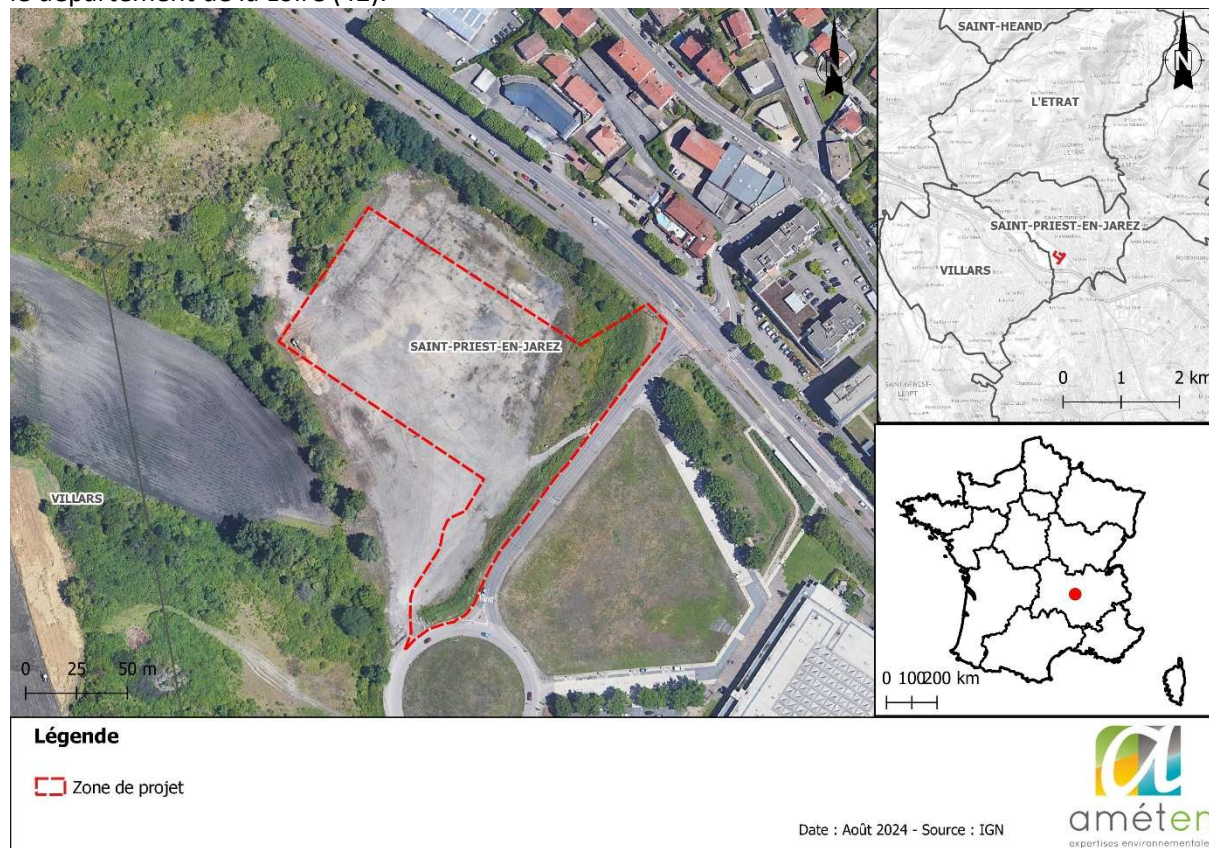 le département de la Loire (42).
SAINT-PRIEST-EN-JAREZ
VILLARS
0 25 50 m
N
SAINT-HEAND
N
L'ETRAT
SAINT-PRIEST-EN-JAREZ
VILLARS
0 1 2 km
0 100200 km
Légende
Zone de projet
Date : Août 2024 - Source : IGN
améten
expertises environnementales